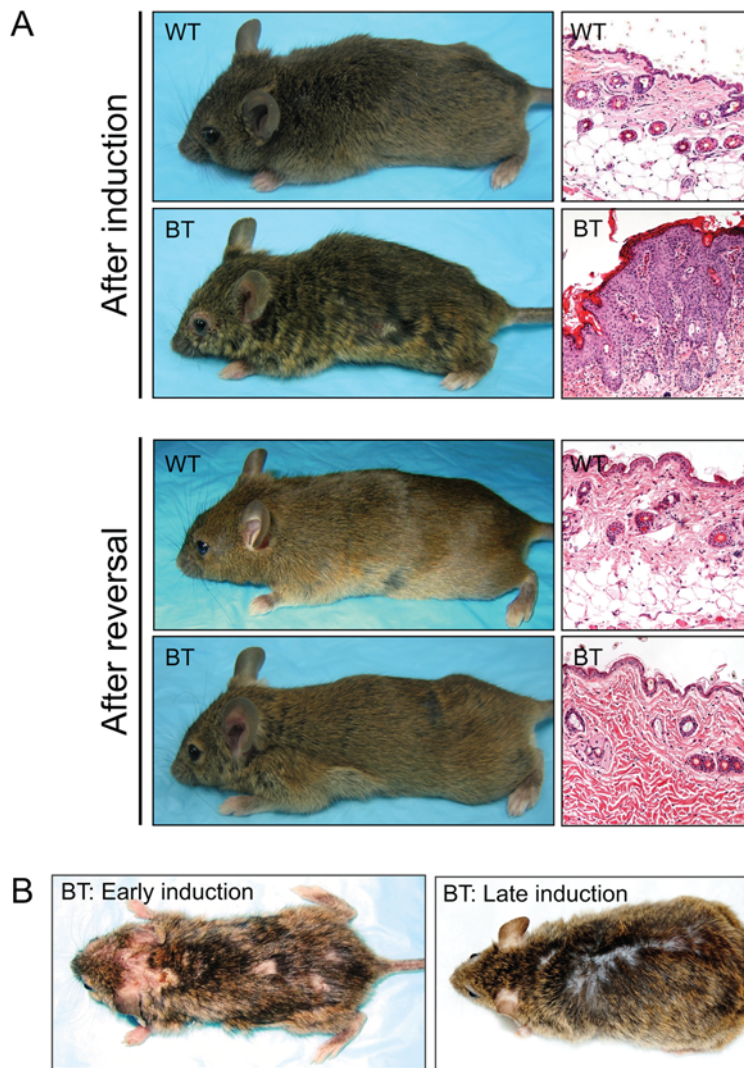 A
After induction
WT
WT
BT
BT
After reversal
WT
WT
BT
BT
B
BT: Early induction
BT: Late induction